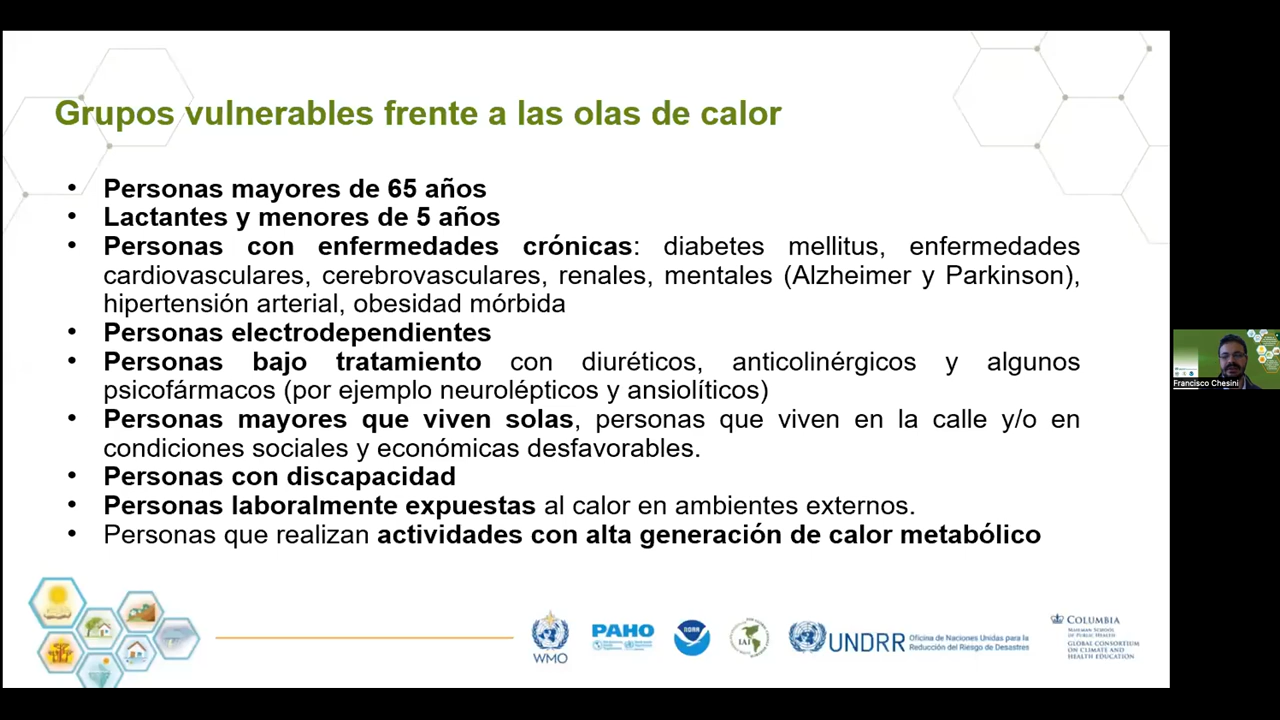 Grupos vulnerables frente a las olas de calor
• Personas mayores de 65 años
• Lactantes y menores de 5 años
• Personas con enfermedades crónicas: diabetes mellitus, enfermedades
cardiovasculares, cerebrovasculares, renales, mentales (Alzheimer y Parkinson),
hipertensión arterial, obesidad mórbida
• Personas electrodependientes
• Personas bajo tratamiento con diuréticos, anticolinérgicos y algunos
psicofármacos (por ejemplo neurolépticos y ansiolíticos)
• Personas mayores que viven solas, personas que viven en la calle y/o en
condiciones sociales y económicas desfavorables.
• Personas con discapacidad
• Personas laboralmente expuestas al calor en ambientes externos.
• Personas que realizan actividades con alta generación de calor metabólico
Francisco Chesini
WMO
PAHO
NOAA
IAI
UNDRR
Oficina de Naciones Unidas para la
Reducción del Riesgo de Desastres
COLUMBIA
MAILMAN SCHOOL
OF PUBLIC HEALTH
GLOBAL CONSORTIUM
ON CLIMATE AND
HEALTH EDUCATION